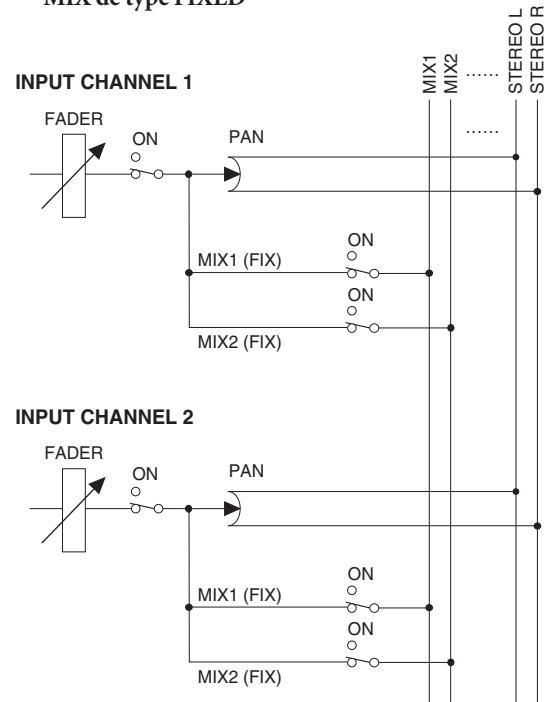 MIX de type FIXED
MIX1
MIX2
......
STEREO L
STEREO R
INPUT CHANNEL 1
FADER
ON
PAN
......
MIX1 (FIX)
ON
MIX2 (FIX)
ON
INPUT CHANNEL 2
FADER
ON
PAN
MIX1 (FIX)
ON
MIX2 (FIX)
ON